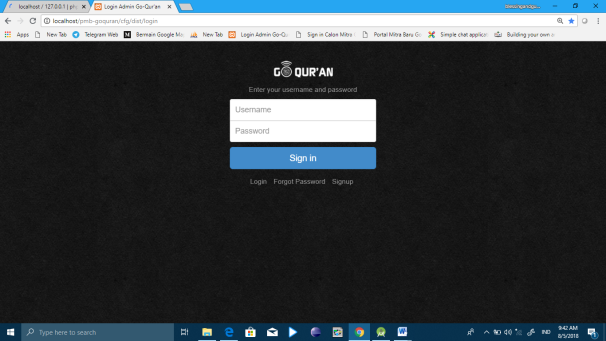 localhost / 127.0.0.1 | ph
Login Admin Go-Qur'an
localhost/pmb-goquran/cfg/dist/login
Apps New Tab Telegram Web Bermain Google Ma New Tab Login Admin Go-Q Sign in Calon Mitra Portal Mitra Baru Go Simple chat applica Building your own
GO QUR'AN
Enter your username and password
Username
Password
Sign in
Login Forgot Password Signup
Type here to search
IND
9:42 AM
8/5/2018